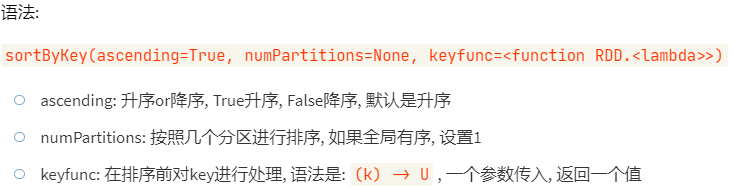 语法:
sortByKey(ascending=True, numPartitions=None, keyfunc=<function RDD.<lambda>>)
ascending: 升序or降序, True升序, False降序, 默认是升序
numPartitions: 按照几个分区进行排序, 如果全局有序, 设置1
keyfunc: 在排序前对key进行处理, 语法是: (k) → U , 一个参数传入, 返回一个值